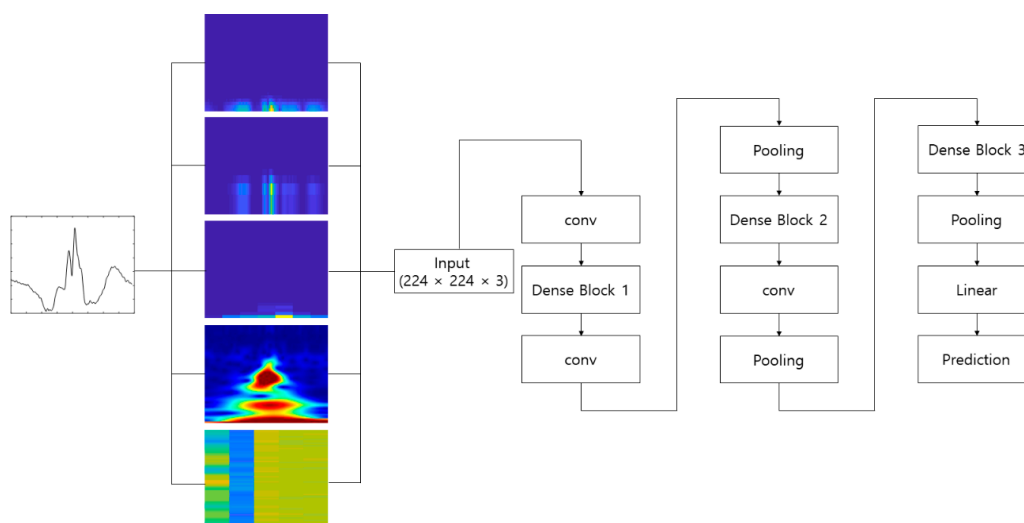 Input
(224 × 224 × 3)
conv
Dense Block 1
conv
Pooling
Dense Block 2
conv
Pooling
Dense Block 3
Pooling
Linear
Prediction